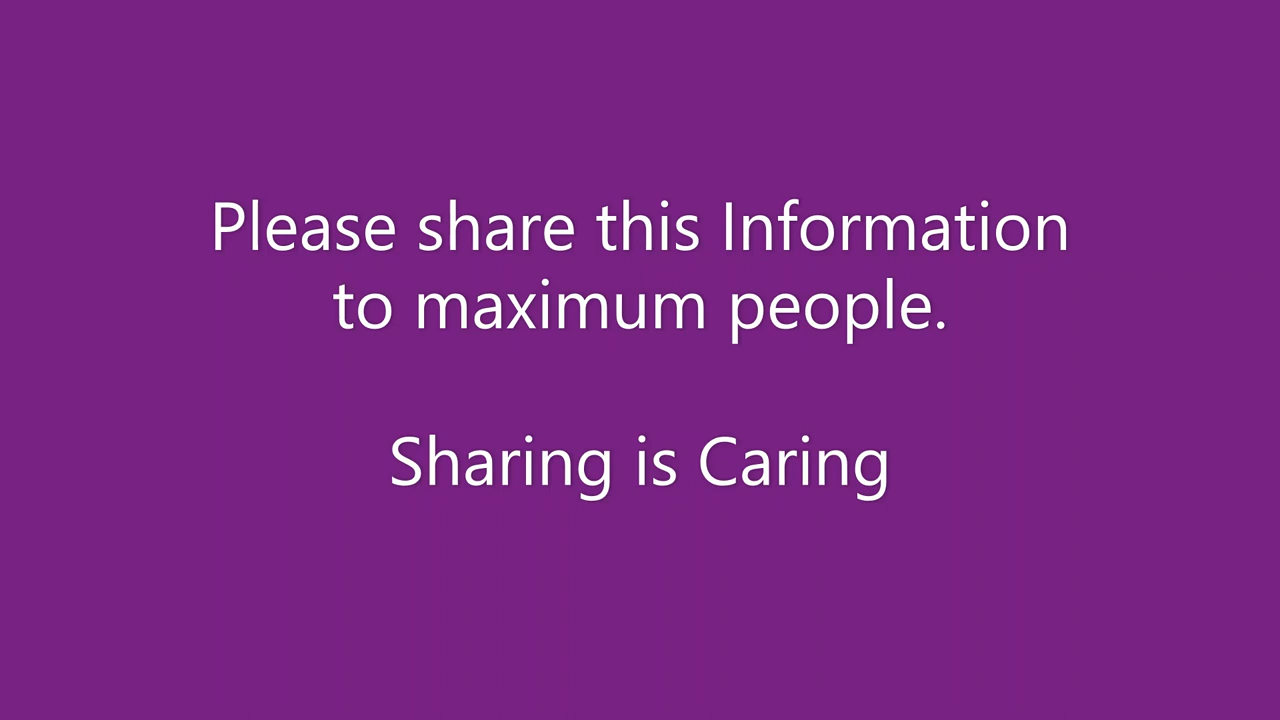 Please share this Information
to maximum people.
Sharing is Caring